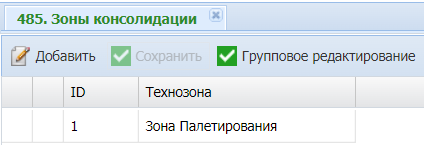 485. Зоны консолидации
Добавить Сохранить Групповое редактирование
ID Технозона
1 Зона Палетирования